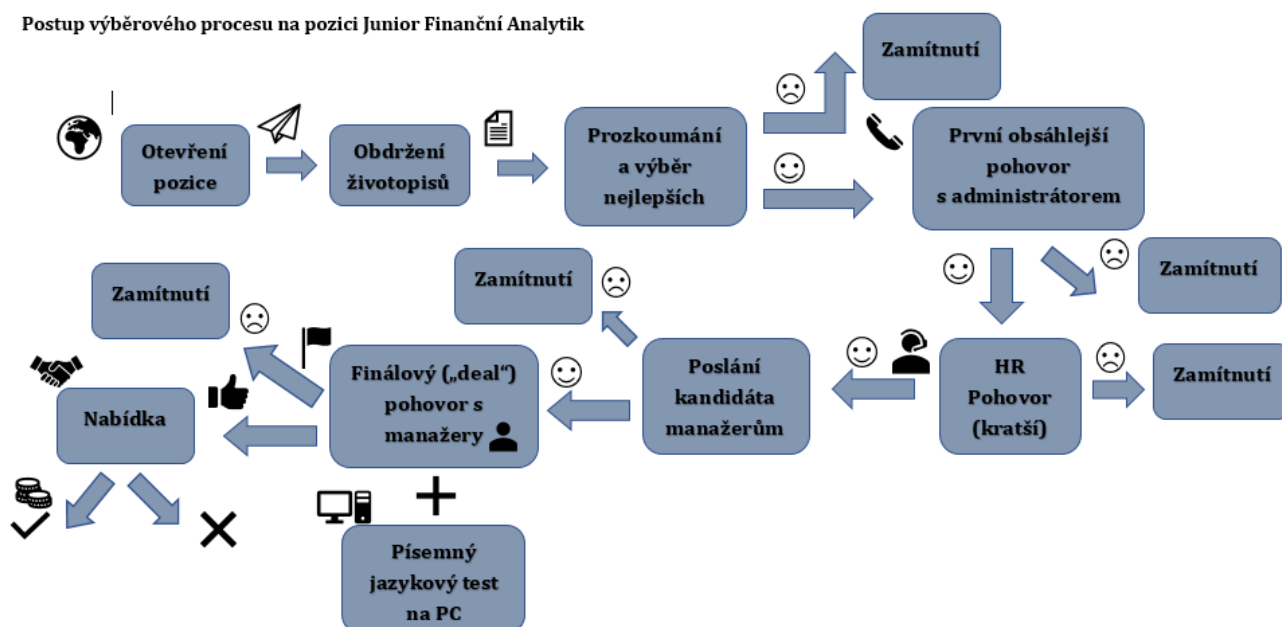 Postup výběrového procesu na pozici Junior Finanční Analytik
Zamítnutí
Otevření
pozice
Obdržení
životopisů
Prozkoumání
a výběr
nejlepších
První obsáhlejší
pohovor
s administrátorem
Zamítnutí
Zamítnutí
Zamítnutí
Finálový („deal“)
pohovor s
manažery
Poslání
kandidáta
manažerům
HR
Pohovor
(kratší)
Zamítnutí
Nabídka
Písemný
jazykový test
na PC